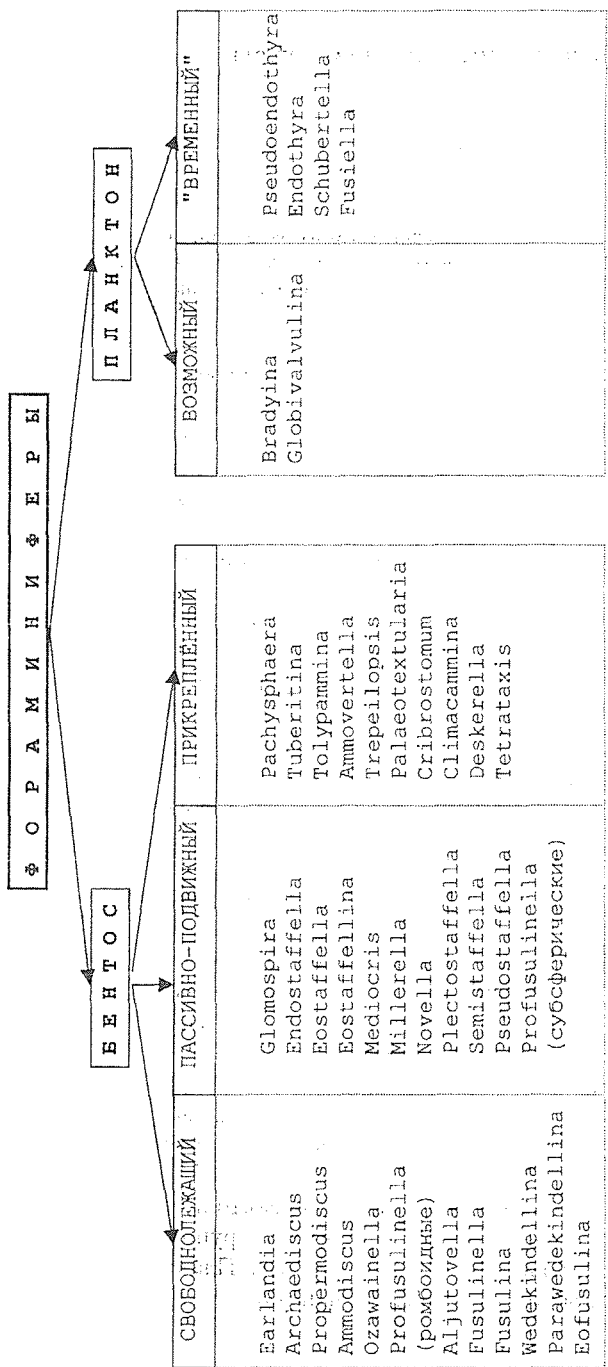 ФОРАМИНИФЕРЫ
БЕНТОС
ПЛАНКТОН
СВОБОДНОЛЕЖАЩИЙ
Earlandia
Archaediscus
Propermodiscus
Ammodiscus
Ozawainella
Profusulinella
(ромбоидные)
Aljutovella
Fusulinella
Fusulina
Wedekindellina
Parawedekindellina
Eofusulina
ПАССИВНО-ПОДВИЖНЫЙ
Glomospira
Endostaffella
Eostaffella
Eostaffellina
Mediocris
Millerella
Novella
Plectostaffella
Semistaffella
Pseudostaffella
Profusulinella
(субсферические)
ПРИКРЕПЛЁННЫЙ
Pachysphaera
Tuberitina
Tolypammina
Ammovertella
Trepeilopsis
Palaeotextularia
Cribrostomum
Climacammina
Deskerella
Tetrataxis
ВОЗМОЖНЫЙ
Bradyina
Globivalvulina
"ВРЕМЕННЫЙ"
Pseudoendothyra
Endothyra
Schubertella
Fusiella